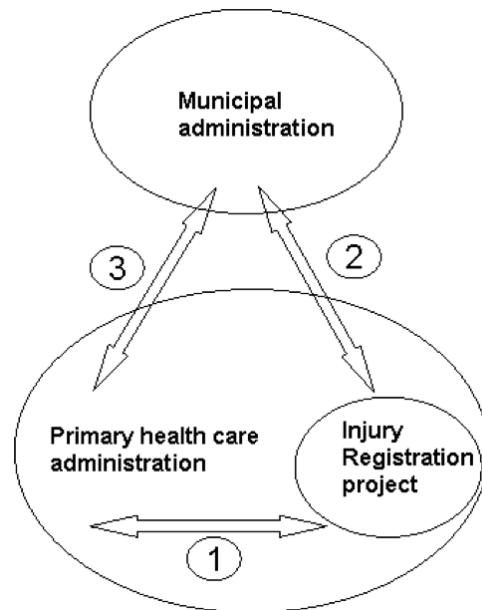 Municipal
administration
3
2
Primary health care
administration
Injury
Registration
project
1